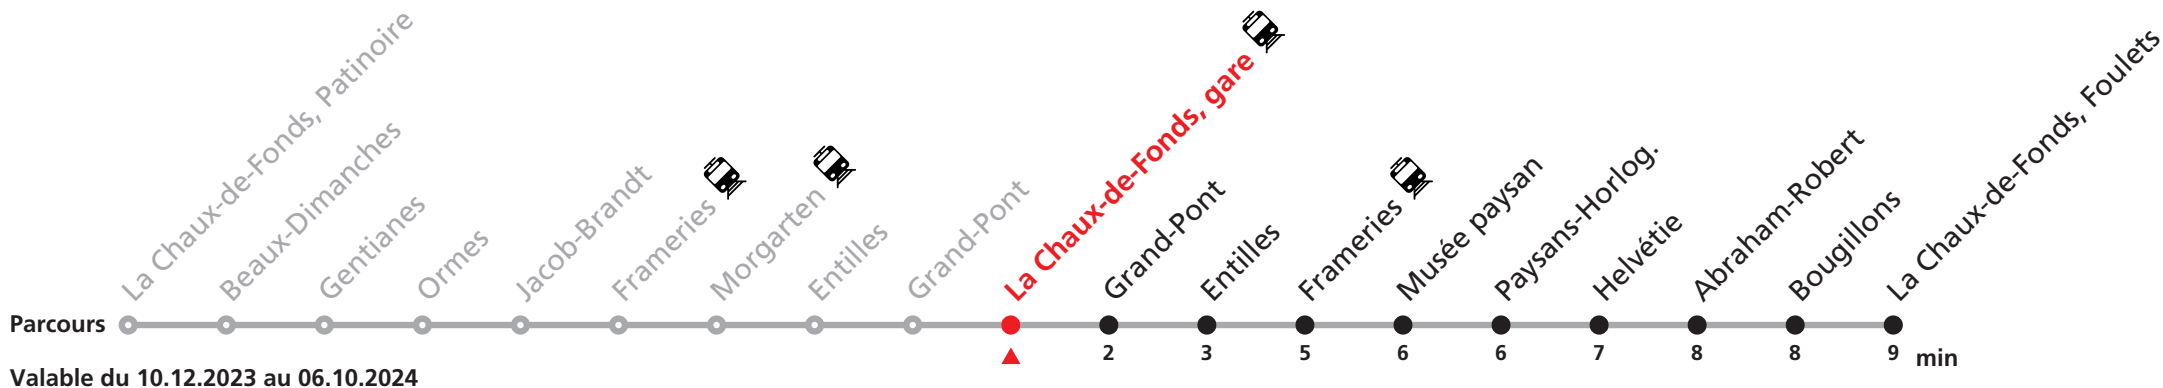 La Chaux-de-Fonds, Patinoire
Beaux-Dimanches
Gentianes
Ormes
Jacob-Brandt
Frameries
Morgarten
Entilles
Grand-Pont
La Chaux-de-Fonds, gare
Grand-Pont
Entilles
Frameries
Musée paysan
Paysans-Horlog.
Helvétie
Abraham-Robert
Bougillons
La Chaux-de-Fonds, Foulets
Parcours
2 3 5 6 6 7 8 8 9 min
Valable du 10.12.2023 au 06.10.2024